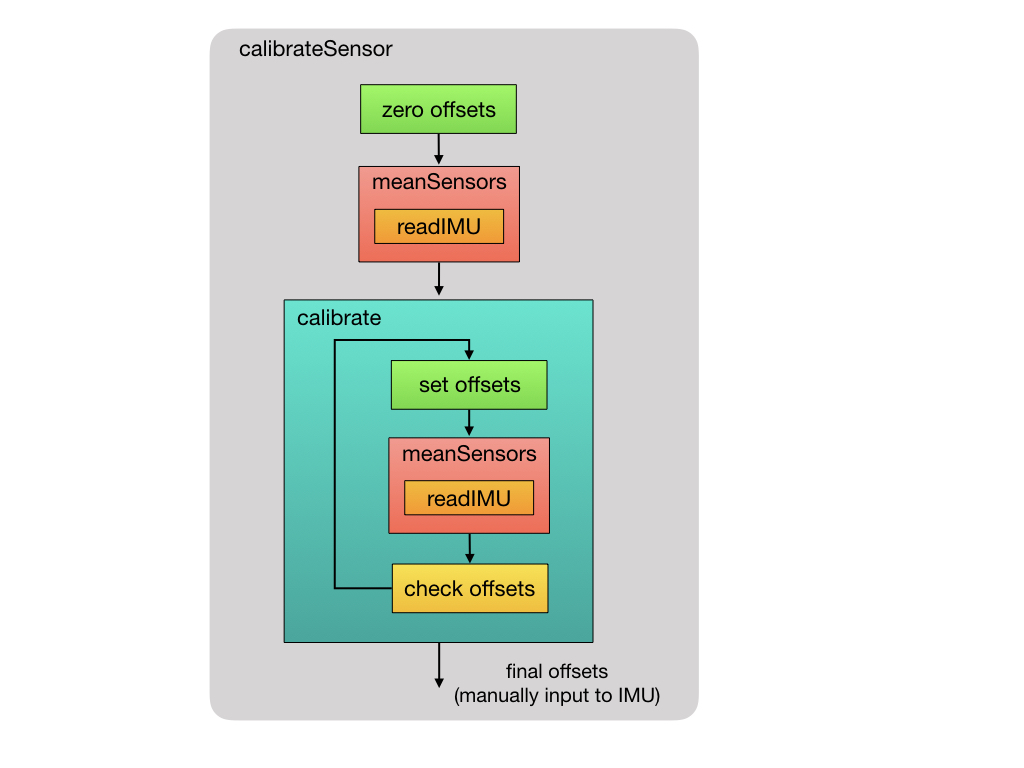 calibrateSensor
zero offsets
meanSensors
readIMU
calibrate
set offsets
meanSensors
readIMU
check offsets
final offsets
(manually input to IMU)